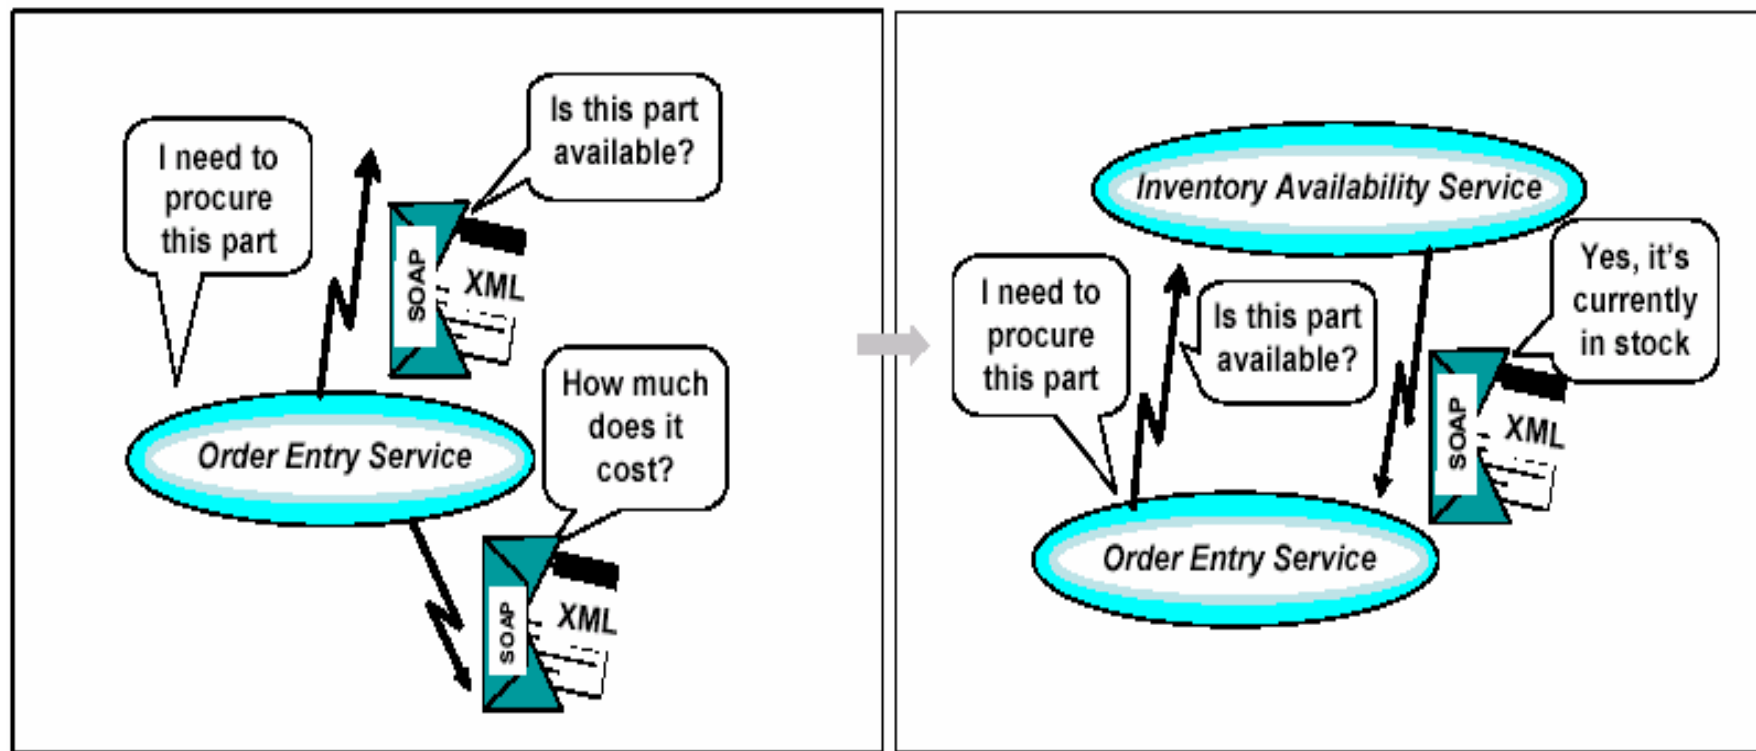 I need to
procure
this part
Is this part
available?
SOAP
XML
Order Entry Service
How much
does it
cost?
SOAP
XML
Inventory Availability Service
I need to
procure
this part
Is this part
available?
Yes, it's
currently
in stock
SOAP
XML
Order Entry Service